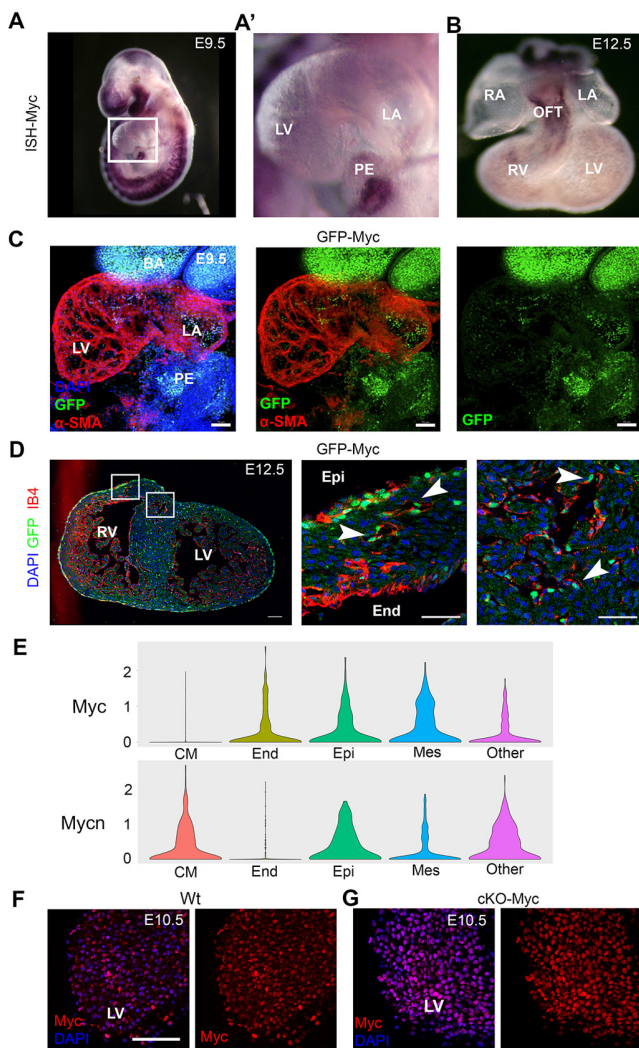 A
E9.5
ISH-Myc
A'
LV
LA
PE
B
E12.5
RA
LA
OFT
RV
LV
C
GFP-Myc
BA
E9.5
LV
LA
PE
DAPI
GFP
α-SMA
GFP
α-SMA
GFP
D
GFP-Myc
DAPI GFP IB4
E12.5
RV
LV
Epi
End
E
Myc
2
1
0
CM End Epi Mes Other
Mycn
2
1
0
CM End Epi Mes Other
F
Wt
E10.5
LV
Myc
DAPI
Myc
G
cKO-Myc
E10.5
LV
Myc
DAPI